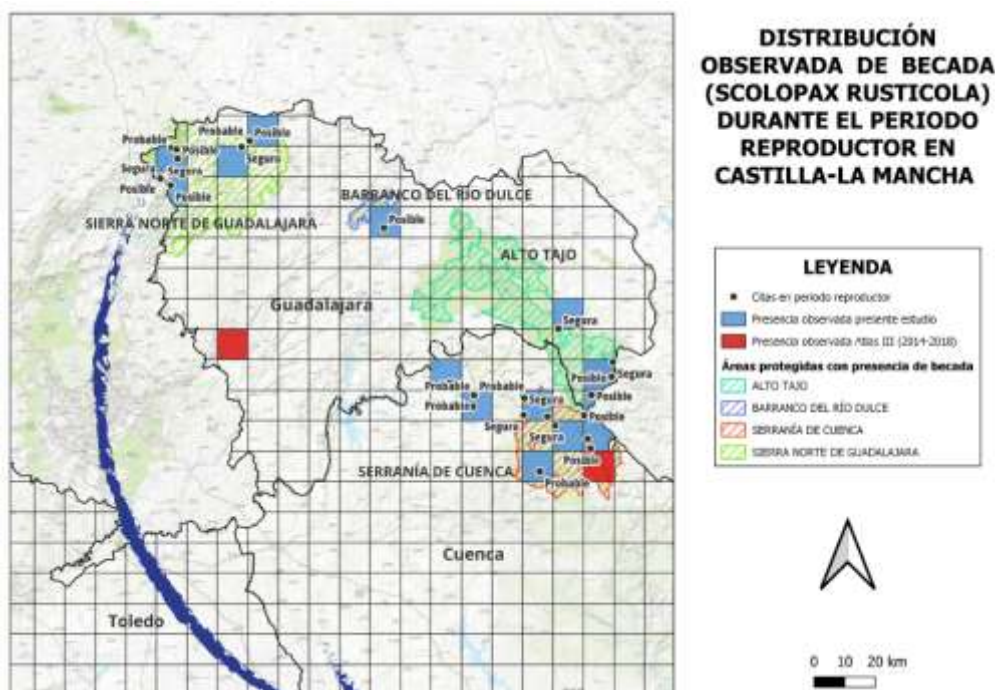 DISTRIBUCIÓN
OBSERVADA DE BECADA
(SCOLOPAX RUSTICOLA)
DURANTE EL PERIODO
REPRODUCTOR EN
CASTILLA-LA MANCHA
LEYENDA
Citas en periodo reproductor
Presencia observada presente estudio
Presencia observada Atlas III (2014-2018)
Áreas protegidas con presencia de becada
ALTO TAJO
BARRANCO DEL RÍO DULCE
SERRANÍA DE CUENCA
SIERRA NORTE DE GUADALAJARA
0 10 20 km
Probable
Posible
Probable
Posible
Segura
Segura
Segura
Posible
Posible
BARRANCO DEL RÍO DULCE
Posible
SIERRA NORTE DE GUADALAJARA
ALTO TAJO
Guadalajara
Segura
Posible
Segura
Probable
Probable
Posible
Probable
Segura
Posible
Segura
Segura
Posible
SERRANÍA DE CUENCA
Probable
Cuenca
Toledo